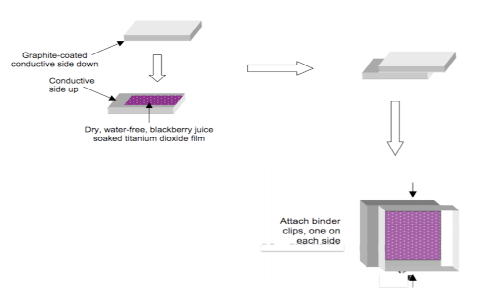 Graphite-coated
conductive side down
Conductive
side up
Dry, water-free, blackberry juice
soaked titanium dioxide film
Attach binder
clips, one on
each side